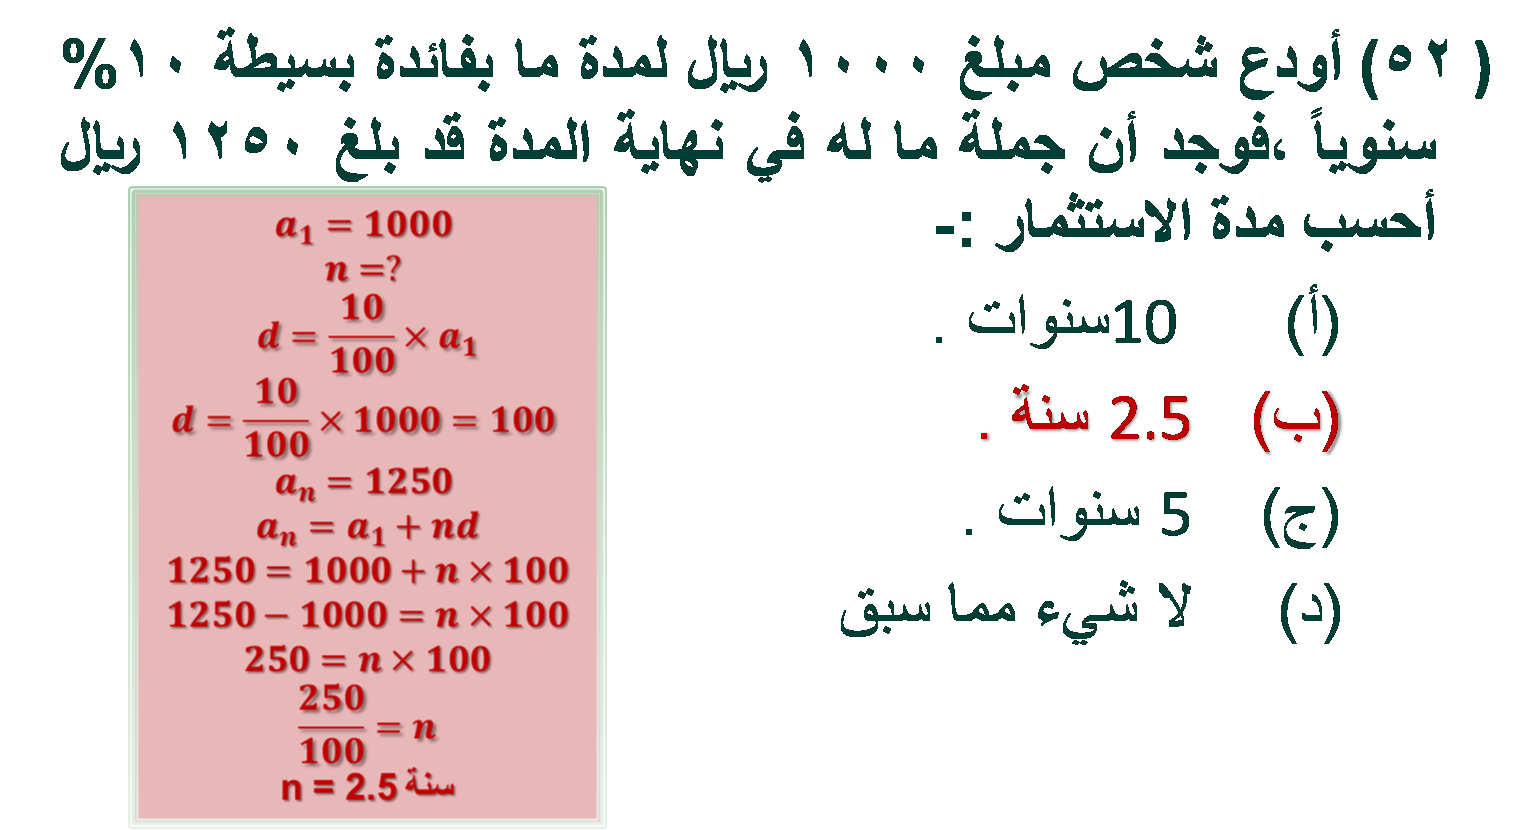 (٥٢) أودع شخص مبلغ ١٠٠٠ ريال لمدة ما بفائدة بسيطة ١٠%
سنوياً ،فوجد أن جملة ما له في نهاية المدة قد بلغ ١٢٥٠ ريال
أحسب مدة الاستثمار :-
(أ) 10سنوات .
(ب) 2.5 سنة .
(ج) 5 سنوات .
(د) لا شيء مما سبق
a₁ = 1000
n =?
d = 10/100 × a₁
d = 10/100 × 1000 = 100
aₙ = 1250
aₙ = a₁ + nd
1250 = 1000 + n × 100
1250 − 1000 = n × 100
250 = n × 100
250/100 = n
n = 2.5 سنة